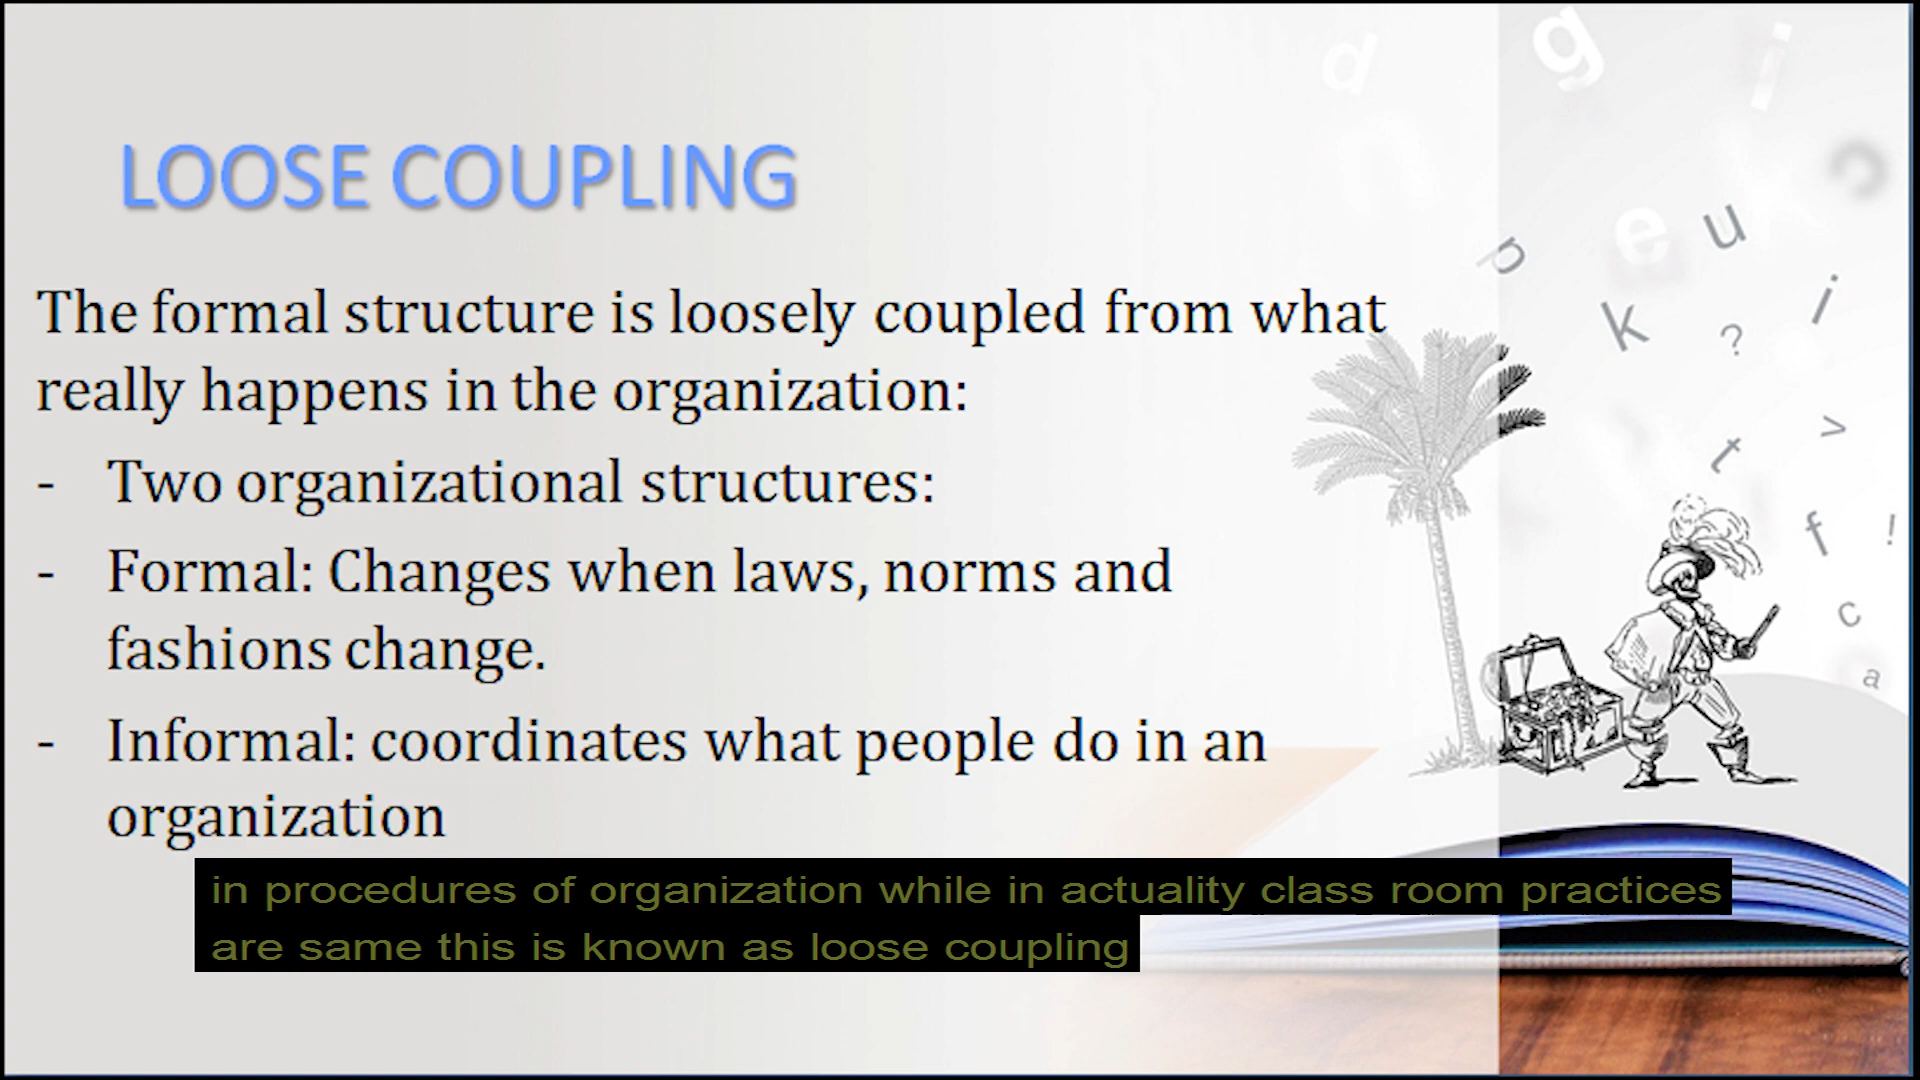 LOOSE COUPLING
The formal structure is loosely coupled from what
really happens in the organization:
- Two organizational structures:
- Formal: Changes when laws, norms and
fashions change.
- Informal: coordinates what people do in an
organization
in procedures of organization while in actuality class room practices
are same this is known as loose coupling